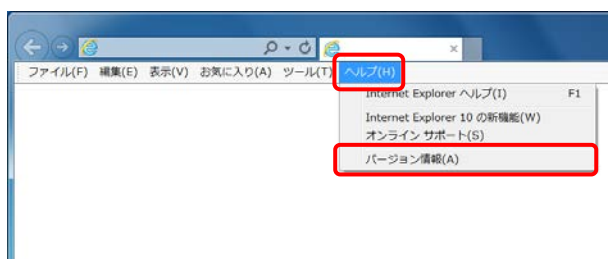 ファイル(F) 編集(E) 表示(V) お気に入り(A) ツール(T) ヘルプ(H)
Internet Explorer ヘルプ(I) F1
Internet Explorer 10 の新機能(W)
オンライン サポート(S)
バージョン情報(A)